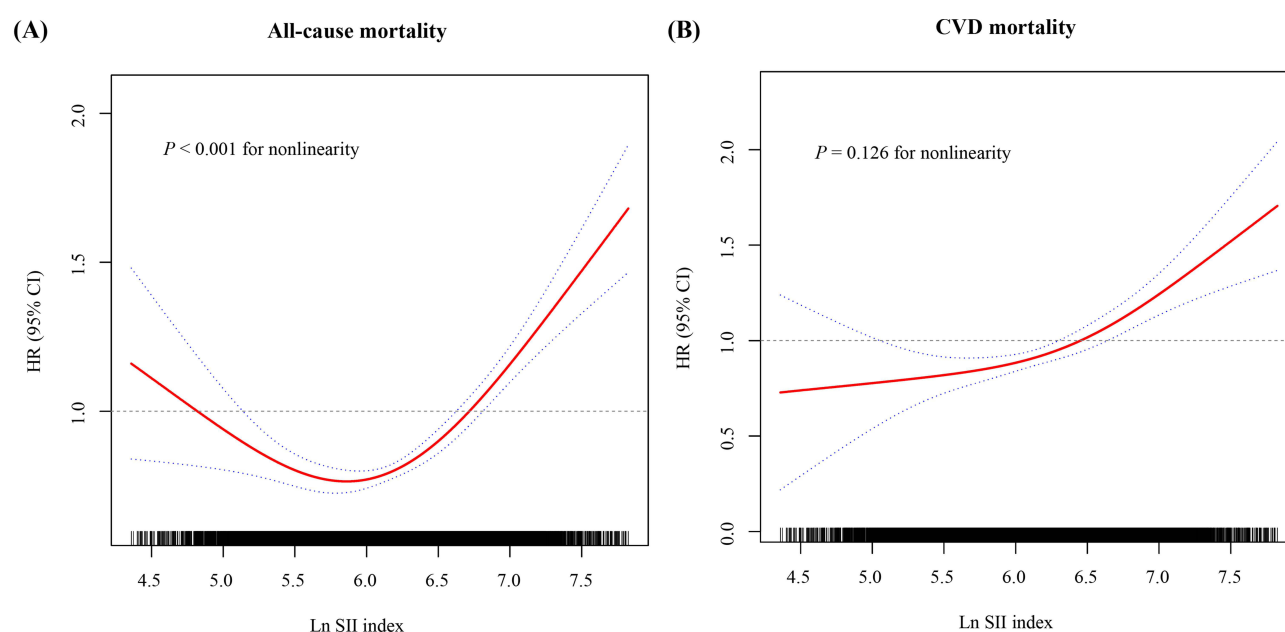 (A)
All-cause mortality
P < 0.001 for nonlinearity
HR (95% CI)
2.0
1.5
1.0
4.5 5.0 5.5 6.0 6.5 7.0 7.5
Ln SII index
(B)
CVD mortality
P = 0.126 for nonlinearity
HR (95% CI)
2.0
1.5
1.0
0.5
0.0
4.5 5.0 5.5 6.0 6.5 7.0 7.5
Ln SII index